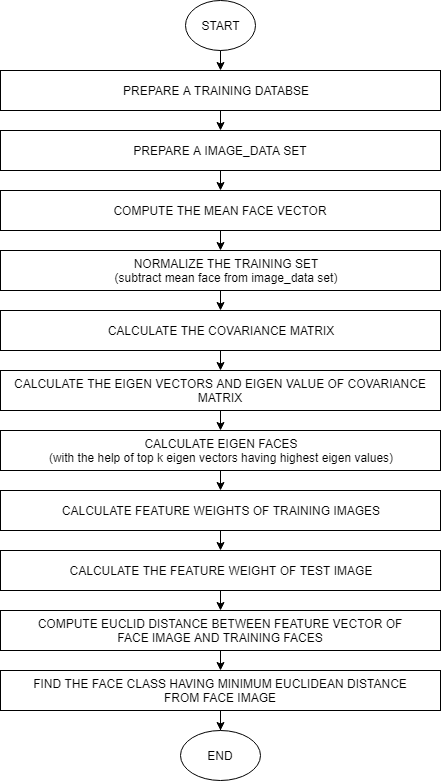 START
PREPARE A TRAINING DATABSE
PREPARE A IMAGE_DATA SET
COMPUTE THE MEAN FACE VECTOR
NORMALIZE THE TRAINING SET
(subtract mean face from image_data set)
CALCULATE THE COVARIANCE MATRIX
CALCULATE THE EIGEN VECTORS AND EIGEN VALUE OF COVARIANCE
MATRIX
CALCULATE EIGEN FACES
(with the help of top k eigen vectors having highest eigen values)
CALCULATE FEATURE WEIGHTS OF TRAINING IMAGES
CALCULATE THE FEATURE WEIGHT OF TEST IMAGE
COMPUTE EUCLID DISTANCE BETWEEN FEATURE VECTOR OF
FACE IMAGE AND TRAINING FACES
FIND THE FACE CLASS HAVING MINIMUM EUCLIDEAN DISTANCE
FROM FACE IMAGE
END